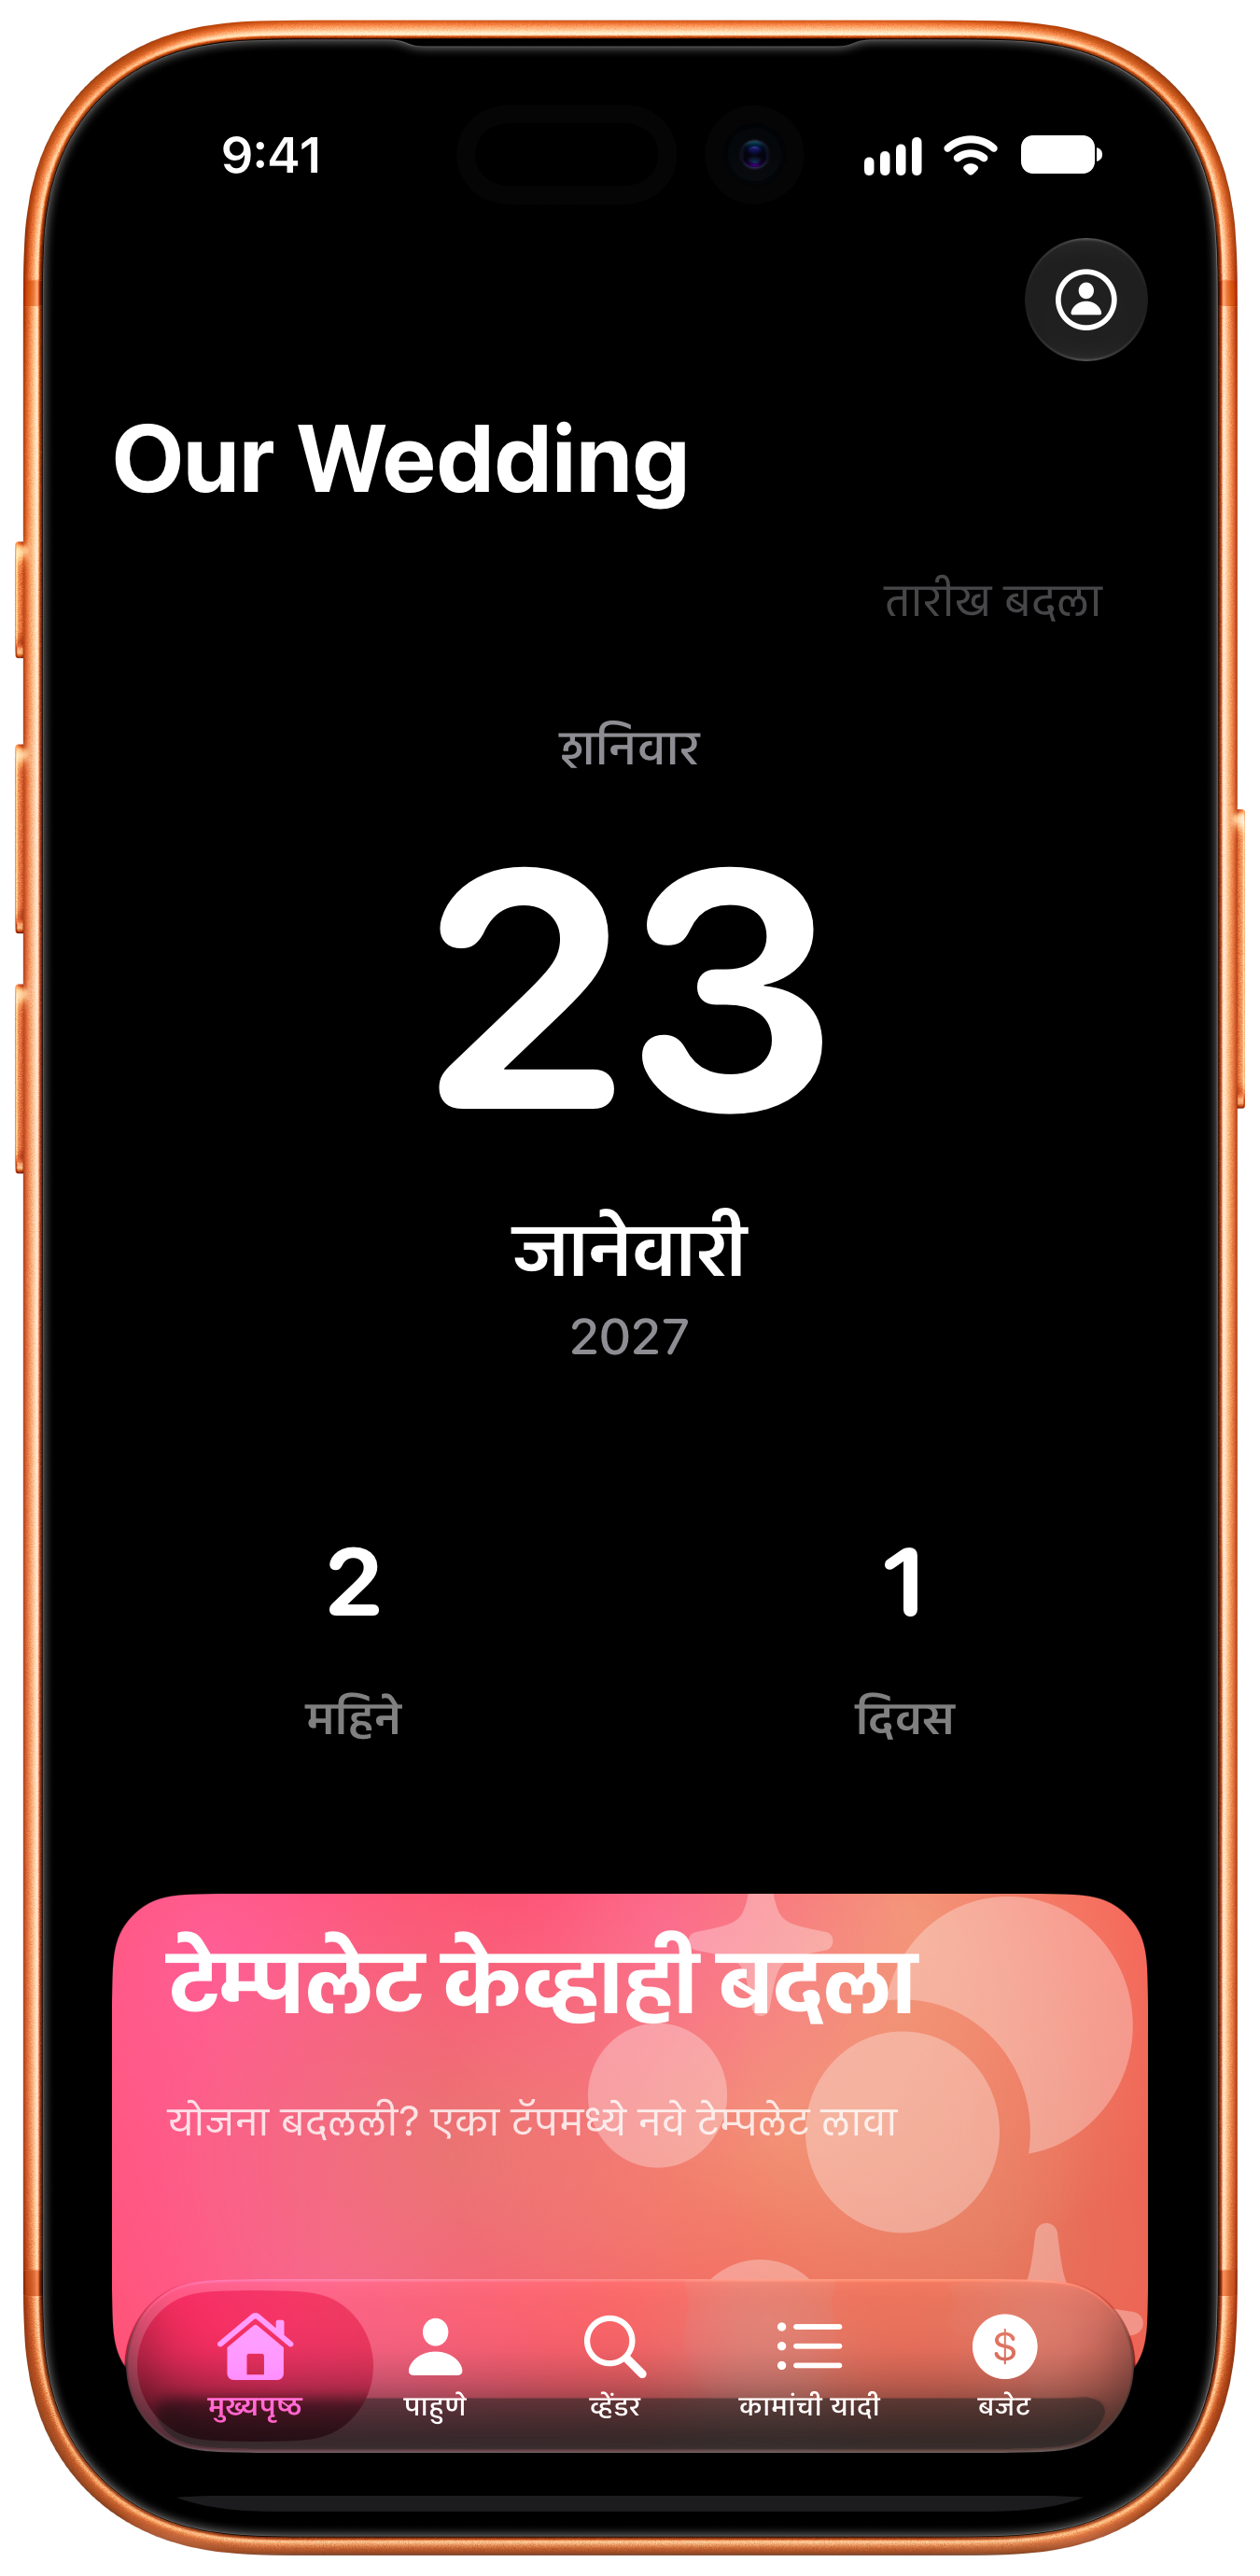 9:41
Our Wedding
तारीख बदला
शनिवार
23
जानेवारी
2027
2
1
महिने
दिवस
टेम्पलेट केव्हाही बदला
योजना बदलली? एका टॅपमध्ये नवे टेम्पलेट लावा
मुख्यपृष्ठ
पाहुणे
व्हेंडर
कामांची यादी
बजेट